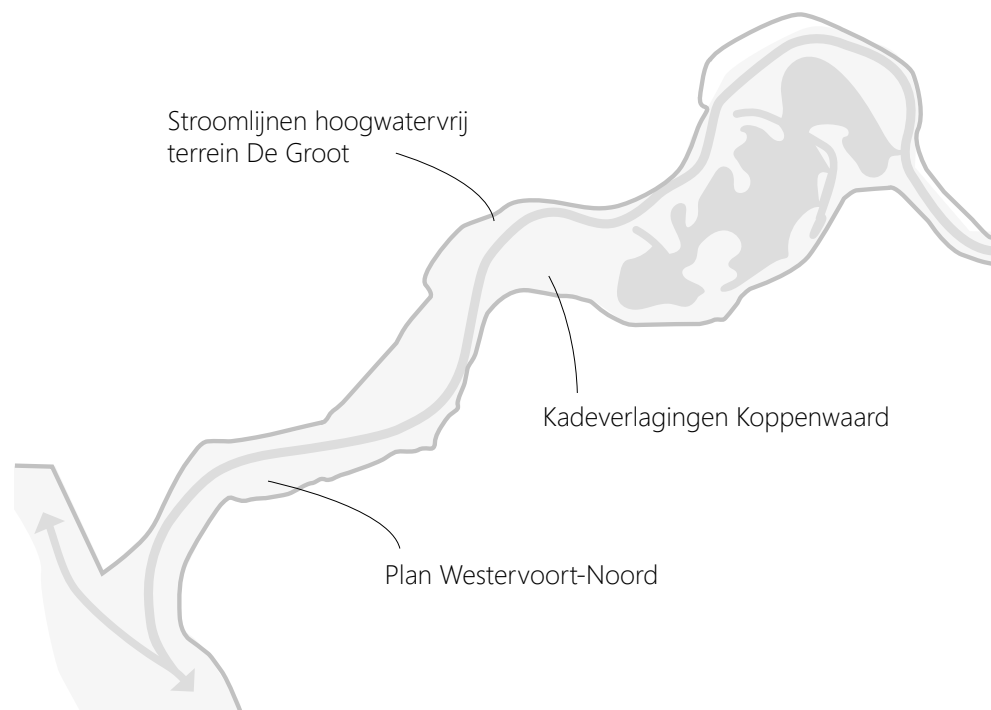 Stroomlijnen hoogwatervrij
terrein De Groot
Kadeverlagingen Koppenwaard
Plan Westervoort-Noord